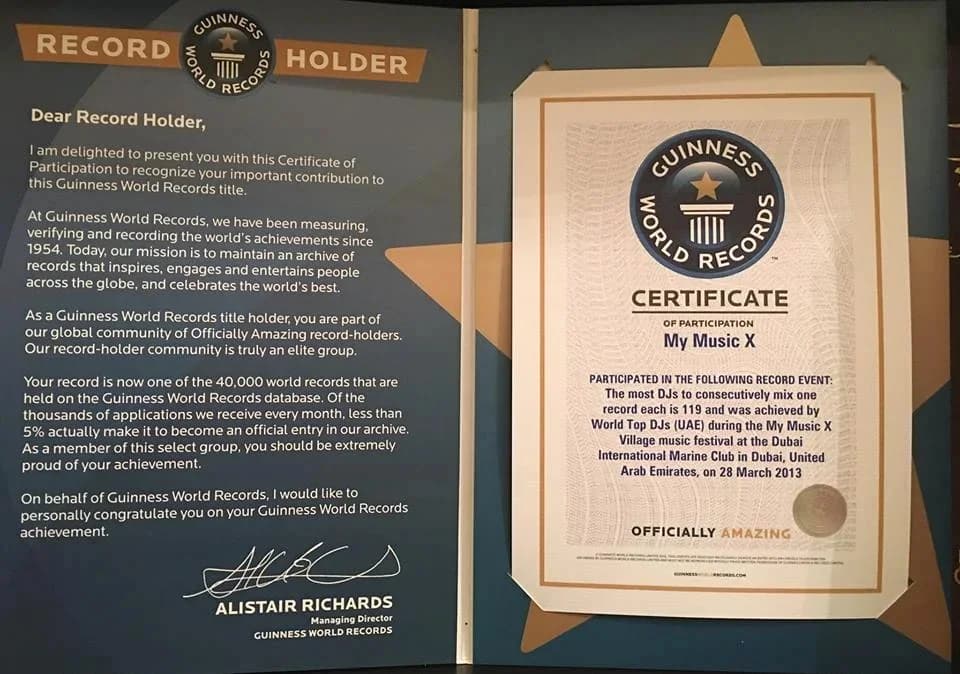 RECORD HOLDER
GUINNESS
WORLD RECORDS
Dear Record Holder,
I am delighted to present you with this Certificate of
Participation to recognize your important contribution to
this Guinness World Records title.
At Guinness World Records, we have been measuring,
verifying and recording the world's achievements since
1954. Today, our mission is to maintain an archive of
records that inspires, engages and entertains people
across the globe, and celebrates the world's best.
As a Guinness World Records title holder, you are part of
our global community of Officially Amazing record-holders.
Our record-holder community is truly an elite group.
Your record is now one of the 40,000 world records that are
held on the Guinness World Records database. Of the
thousands of applications we receive every month, less than
5% actually make it to become an official entry in our archive.
As a member of this select group, you should be extremely
proud of your achievement.
On behalf of Guinness World Records, I would like to
personally congratulate you on your Guinness World Records
achievement.
ALISTAIR RICHARDS
Managing Director
GUINNESS WORLD RECORDS
GUINNESS
WORLD RECORDS
™
CERTIFICATE
OF PARTICIPATION
My Music X
PARTICIPATED IN THE FOLLOWING RECORD EVENT:
The most DJs to consecutively mix one
record each is 119 and was achieved by
World Top DJs (UAE) during the My Music X
Village music festival at the Dubai
International Marine Club in Dubai, United
Arab Emirates, on 28 March 2013
OFFICIALLY AMAZING
GUINNESSWORLDRECORDS.COM